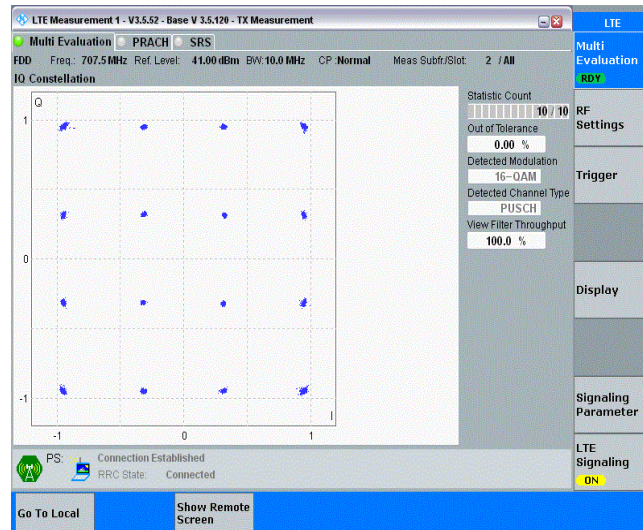 LTE Measurement 1 - V3.5.52 - Base V 3.5.120 - TX Measurement
LTE
Multi Evaluation PRACH SRS
Multi
Evaluation
RDY
FDD Freq.: 707.5 MHz Ref. Level: 41.00 dBm BW: 10.0 MHz CP :Normal Meas Subfr./Slot: 2 / All
IQ Constellation
Q
1
0
-1
-1 0 1
I
Statistic Count
10 / 10
Out of Tolerance
0.00 %
Detected Modulation
16-QAM
Detected Channel Type
PUSCH
View Filter Throughput
100.0 %
RF
Settings
Trigger
Display
Signaling
Parameter
LTE
Signaling
ON
PS: Connection Established
RRC State: Connected
Go To Local
Show Remote
Screen